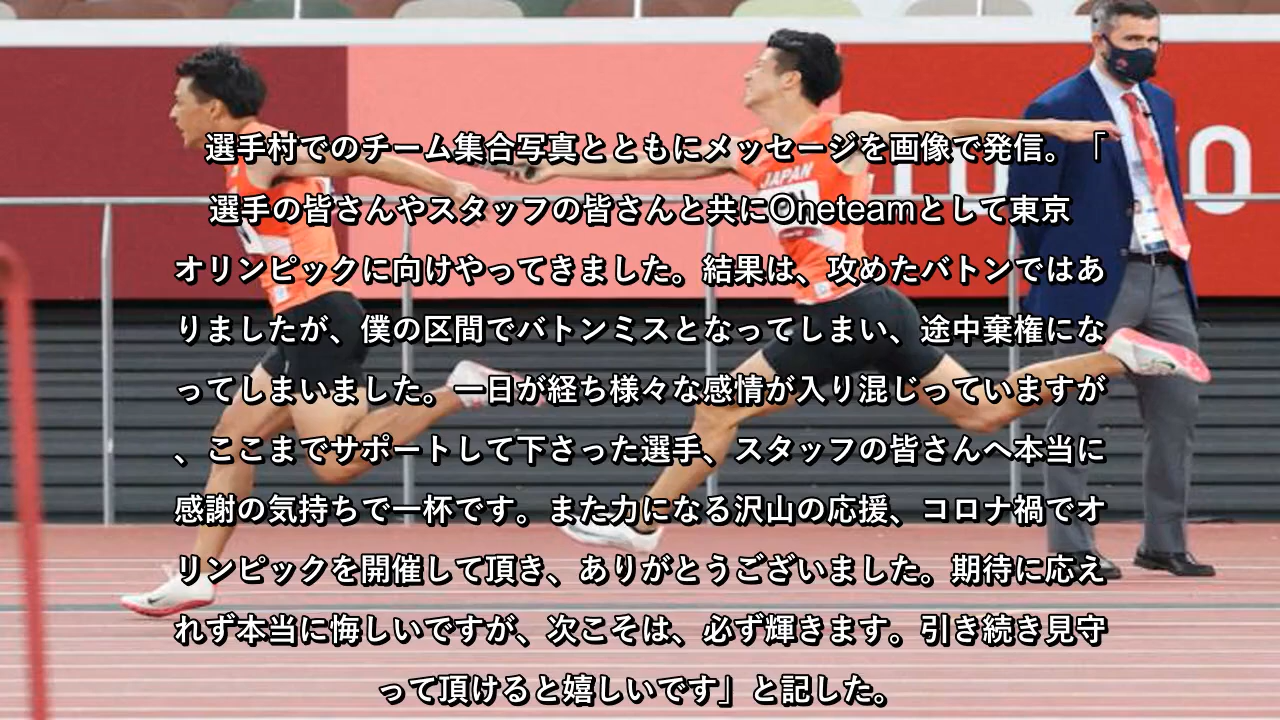 選手村でのチーム集合写真とともにメッセージを画像で発信。「
選手の皆さんやスタッフの皆さんと共にOneteamとして東京
オリンピックに向けやってきました。結果は、攻めたバトンではあ
りましたが、僕の区間でバトンミスとなってしまい、途中棄権にな
ってしまいました。一日が経ち様々な感情が入り混じっていますが
、ここまでサポートして下さった選手、スタッフの皆さんへ本当に
感謝の気持ちで一杯です。また力になる沢山の応援、コロナ禍でオ
リンピックを開催して頂き、ありがとうございました。期待に応え
れず本当に悔しいですが、次こそは、必ず輝きます。引き続き見守
って頂けると嬉しいです」と記した。
JAPAN